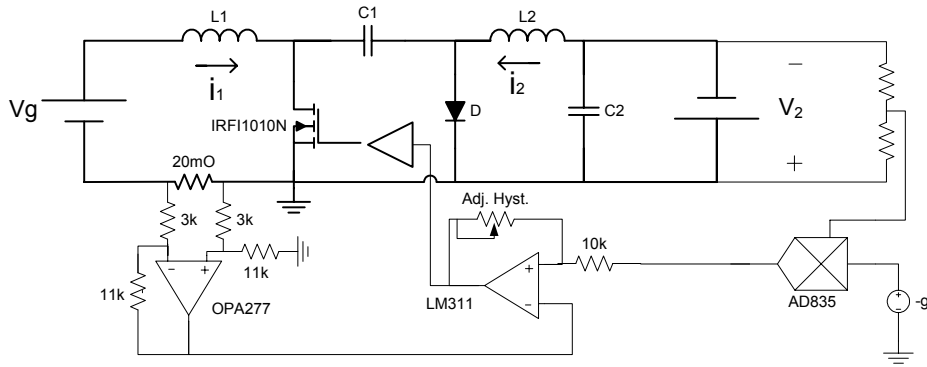 L1
C1
L2
i1
i2
Vg
IRFI1010N
D
C2
−
V2
+
20mO
3k
3k
Adj. Hyst.
11k
+
10k
− +
11k
OPA277
LM311
−
AD835
+
−
-g